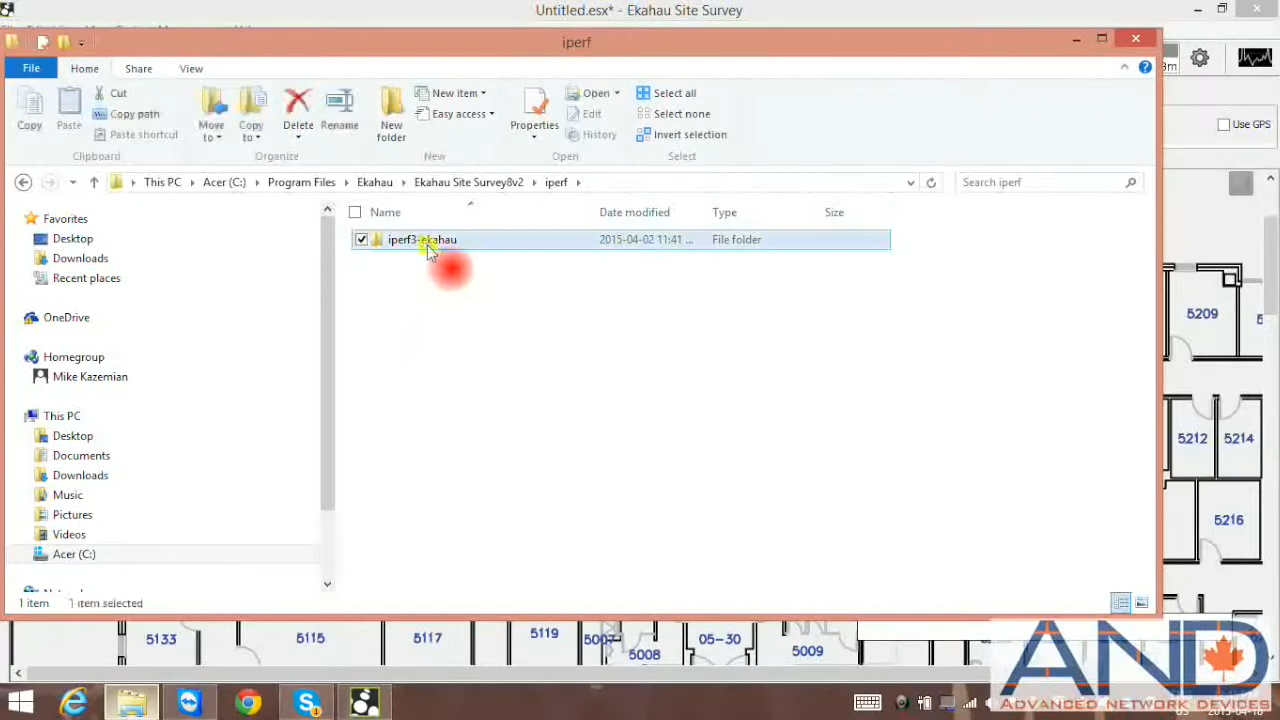 Untitled.esx* - Ekahau Site Survey
iperf
File Home Share View
Copy
Paste
Cut
Copy path
Paste shortcut
Clipboard
Move to
Copy to
Delete
Rename
Organize
New folder
New item
Easy access
New
Properties
Open
Edit
History
Open
Select all
Select none
Invert selection
Select
3m
Use GPS
This PC Acer (C:) Program Files Ekahau Ekahau Site Survey8v2 iperf
Search iperf
Name Date modified Type Size
iperf3-ekahau 2015-04-02 11:41 ... File folder
Favorites
Desktop
Downloads
Recent places
OneDrive
Homegroup
Mike Kazemian
This PC
Desktop
Documents
Downloads
Music
Pictures
Videos
Acer (C:)
1 item 1 item selected
5209
5212 5214
5216
5133 5115 5117 5119 5007 5008 05-30 5009
AND
ADVANCED NETWORK DEVICES